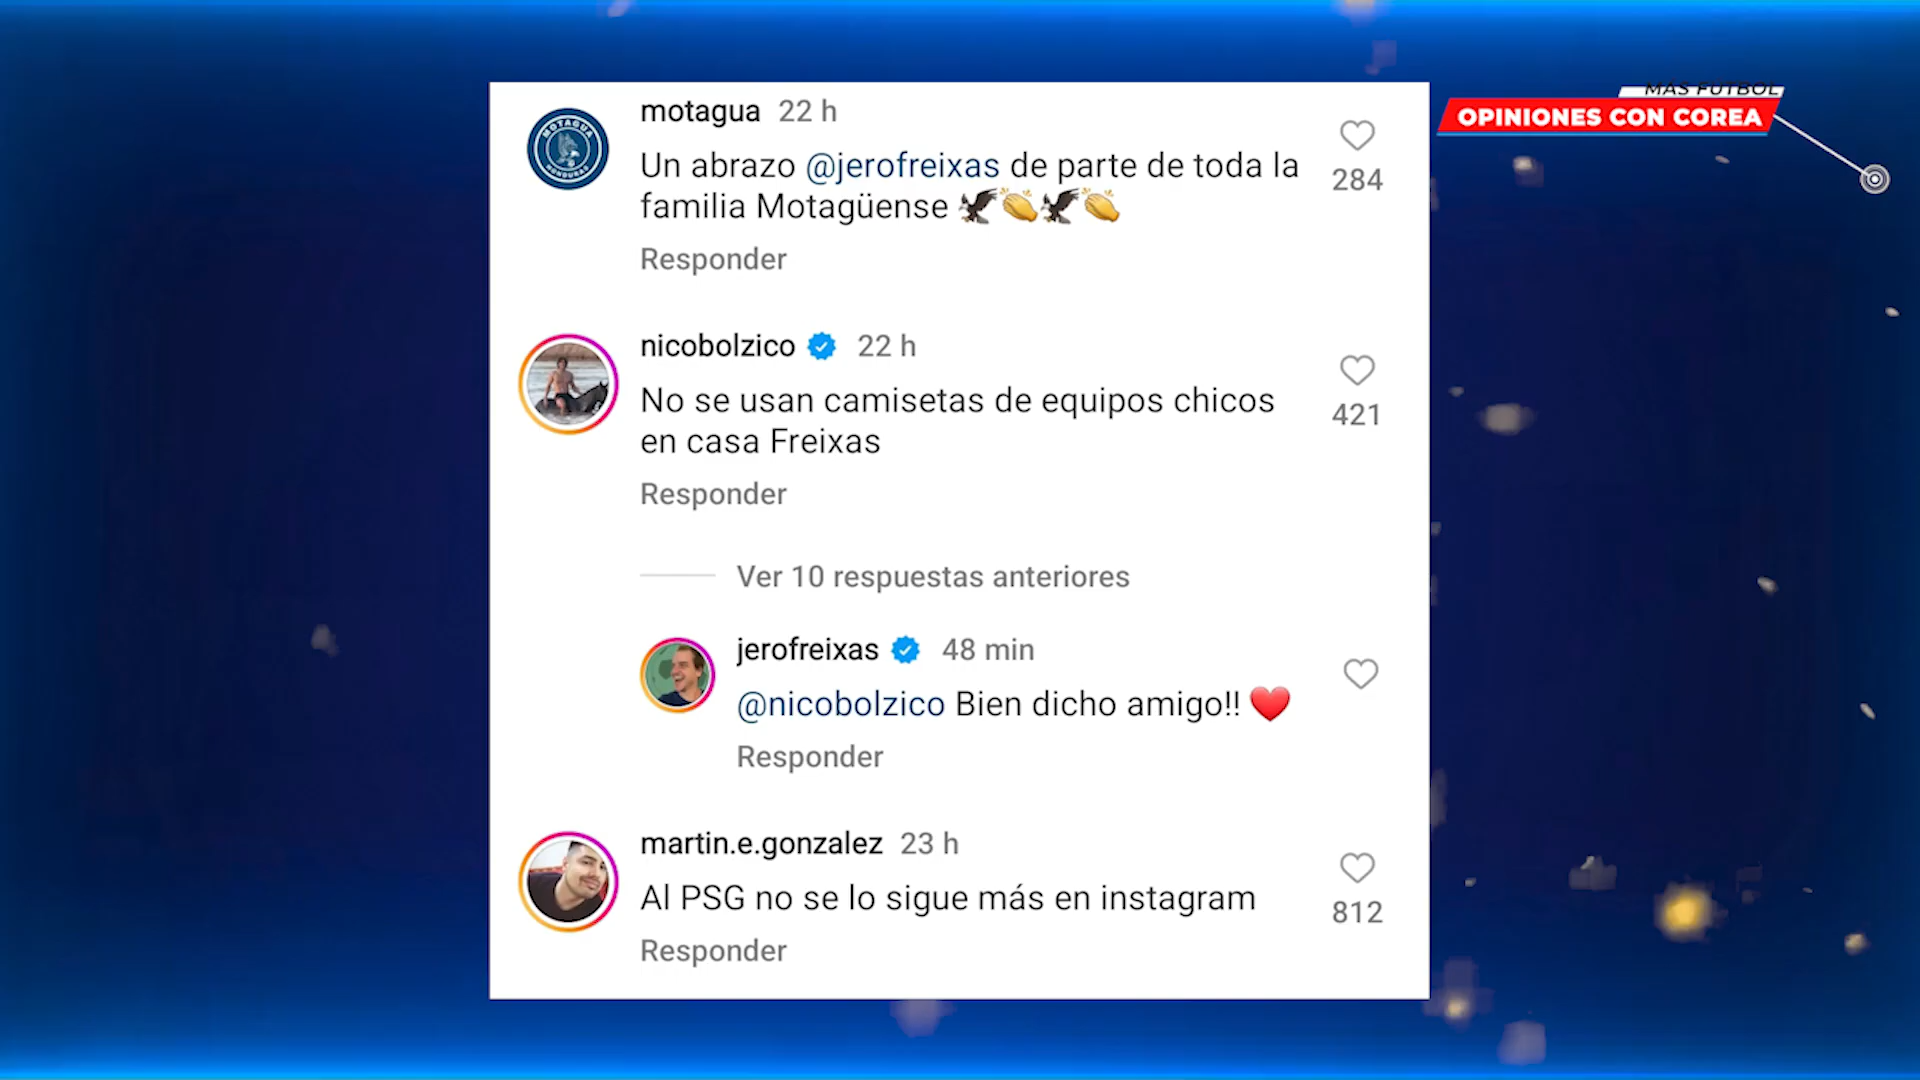 MÁS FUTBOL
OPINIONES CON COREA
motagua 22 h
Un abrazo @jerofreixas de parte de toda la
familia Motagüense 🦅👏🦅👏
284
Responder
MOTAGUA
HONDURAS
nicobolzico 22 h
No se usan camisetas de equipos chicos
en casa Freixas
421
Responder
Ver 10 respuestas anteriores
jerofreixas 48 min
@nicobolzico Bien dicho amigo!! ❤️
Responder
martin.e.gonzalez 23 h
Al PSG no se lo sigue más en instagram
812
Responder